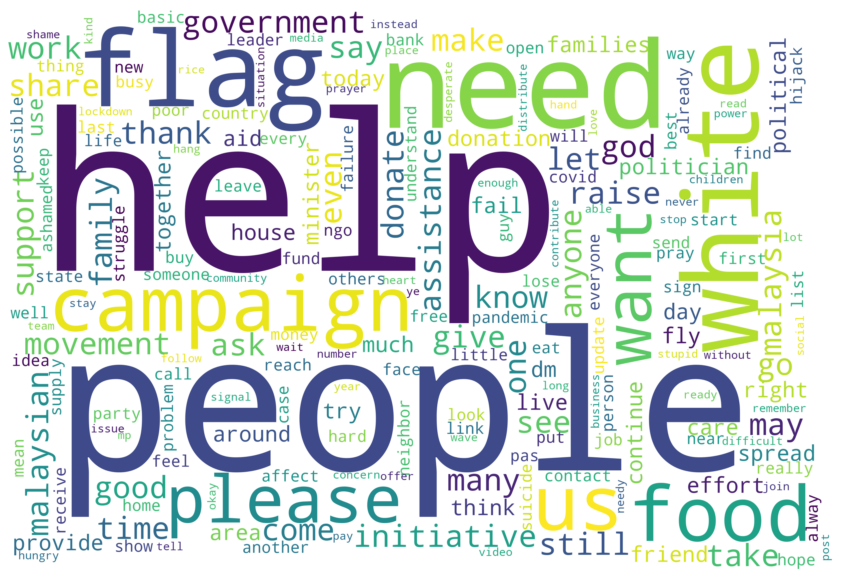 kind
basic
government
instead
shame
leader
media
bank
place
make
open
families
way
work
thing
new
busy
flag
say
need
white
political
hijack
share
rice
situation
today
prayer
desperate
distribute
hand
read
power
already
best
lockdown
last
poor
country
use
possible
life
thank
aid
every
failure
even
minister
donate
understand
donation
will
love
let
god
covid
find
hang
politician
children
help
support
keep
ashamed
family
struggle
together
leave
house
ngo
assistance
enough
fail
guy
contribute
raise
able
anyone
everyone
want
never
stop
start
send
first
pray
lot
buy
fund
state
someone
community
others
heart
know
lose
sign
list
malaysia
well
stay
campaign
free
pandemic
day
team
ye
money
give
fly
go
social
movement
ask
much
little
one
update
stupid
without
idea
follow
wait
number
reach
face
eat
dm
long
business
person
right
malaysian
supply
call
year
people
signal
live
job
care
ready
remember
party
problem
case
try
look
link
see
put
continue
may
issue
mp
around
hard
neighbor
wave
pas
near
difficult
spread
mean
feel
affect
many
contact
really
receive
good
home
okay
please
concern
offer
think
suicide
needy
us
food
effort
join
alway
time
area
come
pay
initiative
still
friend
take
hope
post
provide
show
another
hungry
tell
video